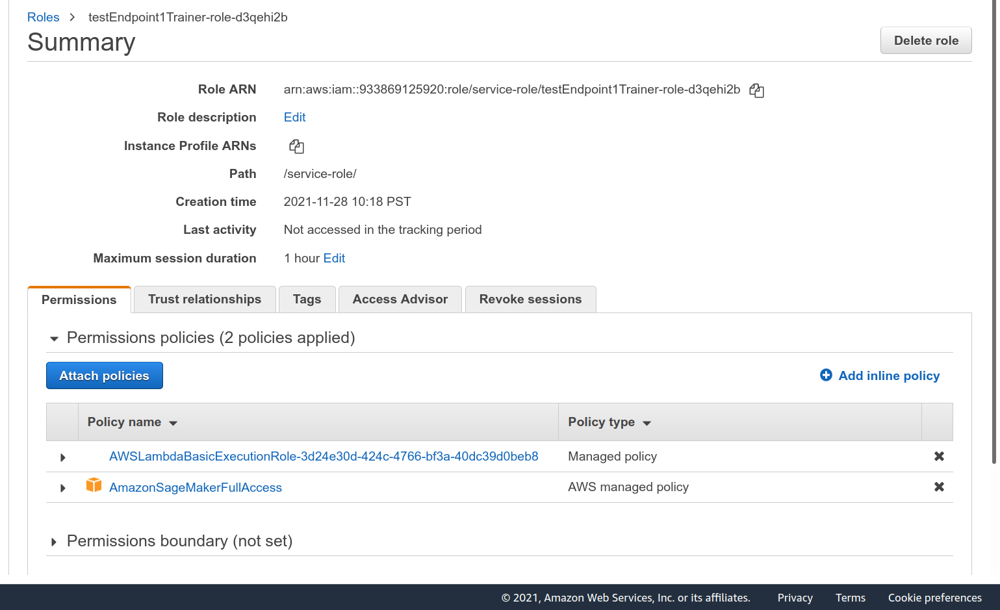 Roles > testEndpoint1Trainer-role-d3qehi2b
Summary
Delete role
Role ARN arn:aws:iam::933869125920:role/service-role/testEndpoint1Trainer-role-d3qehi2b
Role description Edit
Instance Profile ARNs
Path /service-role/
Creation time 2021-11-28 10:18 PST
Last activity Not accessed in the tracking period
Maximum session duration 1 hour Edit
Permissions Trust relationships Tags Access Advisor Revoke sessions
Permissions policies (2 policies applied)
Attach policies Add inline policy
Policy name Policy type
AWSLambdaBasicExecutionRole-3d24e30d-424c-4766-bf3a-40dc39d0beb8 Managed policy
AmazonSageMakerFullAccess AWS managed policy
Permissions boundary (not set)
© 2021, Amazon Web Services, Inc. or its affiliates. Privacy Terms Cookie preferences